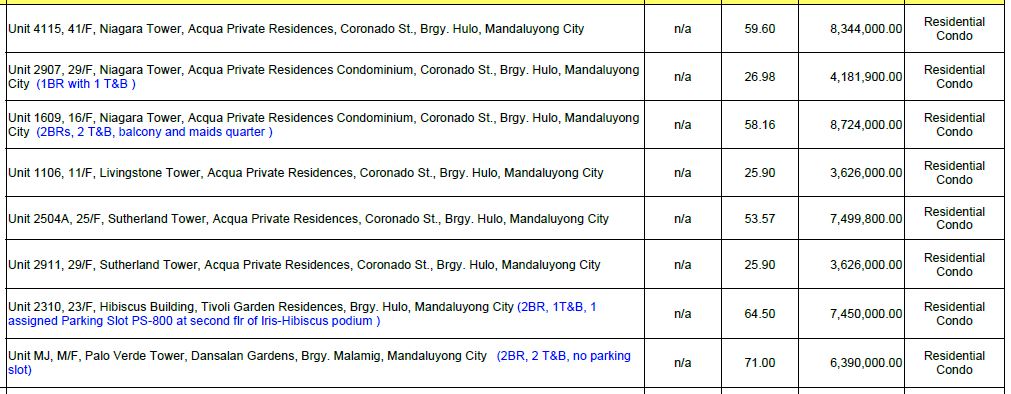 Unit 4115, 41/F, Niagara Tower, Acqua Private Residences, Coronado St., Brgy. Hulo, Mandaluyong City n/a 59.60 8,344,000.00 Residential Condo
Unit 2907, 29/F, Niagara Tower, Acqua Private Residences Condominium, Coronado St., Brgy. Hulo, Mandaluyong
City (1BR with 1 T&B ) n/a 26.98 4,181,900.00 Residential Condo
Unit 1609, 16/F, Niagara Tower, Acqua Private Residences Condominium, Coronado St., Brgy. Hulo, Mandaluyong
City (2BRs, 2 T&B, balcony and maids quarter ) n/a 58.16 8,724,000.00 Residential Condo
Unit 1106, 11/F, Livingstone Tower, Acqua Private Residences, Coronado St., Brgy. Hulo, Mandaluyong City n/a 25.90 3,626,000.00 Residential Condo
Unit 2504A, 25/F, Sutherland Tower, Acqua Private Residences, Coronado St., Brgy. Hulo, Mandaluyong City n/a 53.57 7,499,800.00 Residential Condo
Unit 2911, 29/F, Sutherland Tower, Acqua Private Residences, Coronado St., Brgy. Hulo, Mandaluyong City n/a 25.90 3,626,000.00 Residential Condo
Unit 2310, 23/F, Hibiscus Building, Tivoli Garden Residences, Brgy. Hulo, Mandaluyong City (2BR, 1T&B, 1
assigned Parking Slot PS-800 at second flr of Iris-Hibiscus podium ) n/a 64.50 7,450,000.00 Residential Condo
Unit MJ, M/F, Palo Verde Tower, Dansalan Gardens, Brgy. Malamig, Mandaluyong City (2BR, 2 T&B, no parking
slot) n/a 71.00 6,390,000.00 Residential Condo